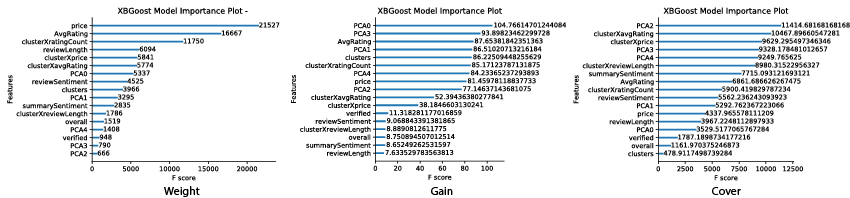 XBGoost Model Importance Plot -
price
21527
AvgRating
16667
clusterXratingCount
11750
reviewLength
6094
clusterXprice
5841
clusterXavgRating
5774
PCA0
5337
reviewSentiment
4525
clusters
3966
PCA1
3295
summarySentiment
2835
clusterXreviewLength
1786
overall
1519
PCA4
1408
verified
948
PCA3
790
PCA2
666
Features
0
5000
10000
15000
20000
F score
Weight
XBGoost Model Importance Plot
PCA0
104.76614701244084
PCA3
93.89823462299728
AvgRating
87.65381842351363
PCA1
86.51020713216184
clusters
86.22509448255629
clusterXratingCount
85.17123787131875
PCA4
84.23365237293893
price
81.45978118837733
PCA2
77.14637143681075
clusterXavgRating
52.39436380277841
clusterXprice
38.1846603130241
verified
11.318281177016859
reviewSentiment
9.068843391381865
clusterXreviewLength
8.8890812611775
overall
8.750894507012514
summarySentiment
8.65249262531597
reviewLength
7.633529783563813
Features
0
20
40
60
80
100
F score
Gain
XBGoost Model Importance Plot
PCA2
11414.68168168168
clusterXavgRating
10467.89660547281
clusterXprice
9629.295497346346
PCA3
9328.178481012657
PCA4
9249.765625
clusterXreviewLength
8980.31522956327
summarySentiment
7715.093121693121
AvgRating
6861.686626267475
clusterXratingCount
5900.419829787234
reviewSentiment
5562.236243093923
PCA1
5292.762367223066
price
4337.965578111209
reviewLength
3967.2248112897933
PCA0
3529.5177065767284
verified
1787.1898734177216
overall
1161.970375246873
clusters
478.9117498739284
Features
0
2500
5000
7500
10000
12500
F score
Cover